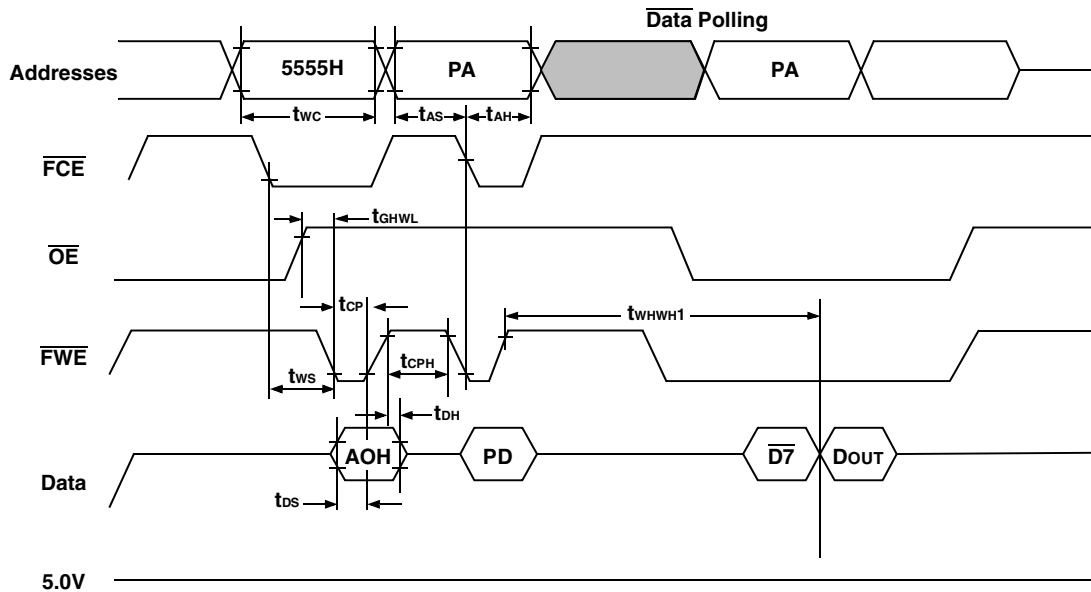 Data Polling
Addresses
5555H
PA
PA
tWC
tAS
tAH
FCE
tGHWL
OE
tCP
tWHWH1
FWE
tCPH
tWS
tDH
AOH
PD
D7
DOUT
Data
tDS
5.0V